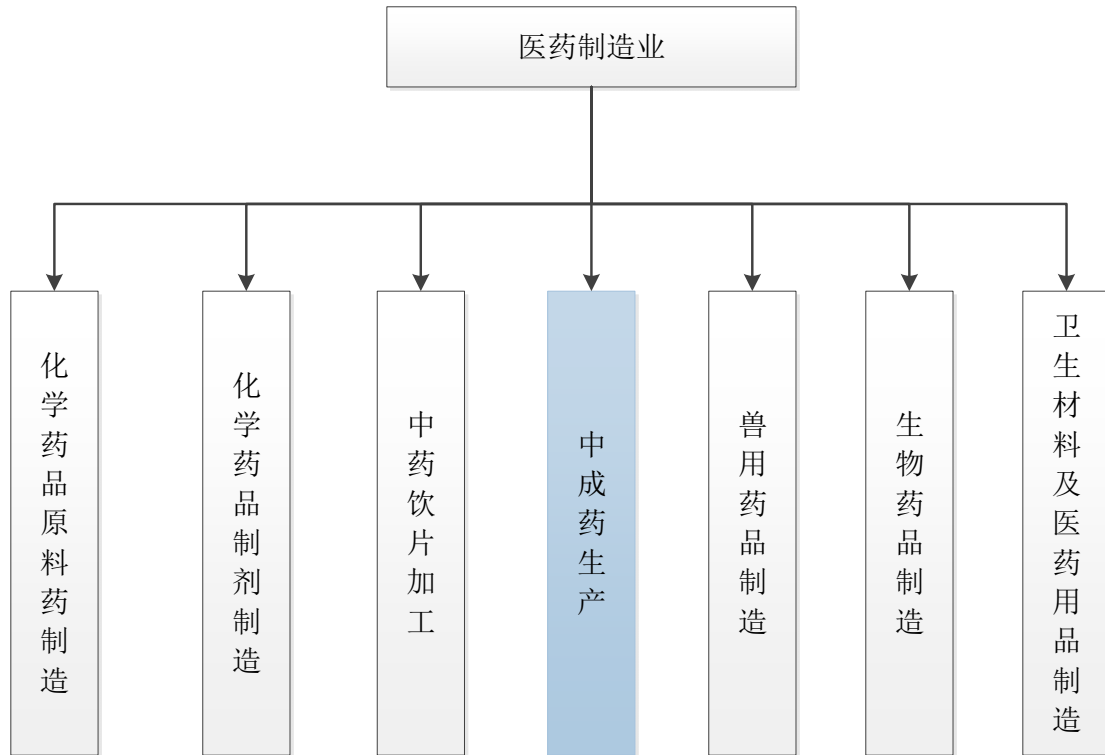 医药制造业
化学药品原料药制造
化学药品制剂制造
中药饮片加工
中成药生产
兽用药品制造
生物药品制造
卫生材料及医药用品制造